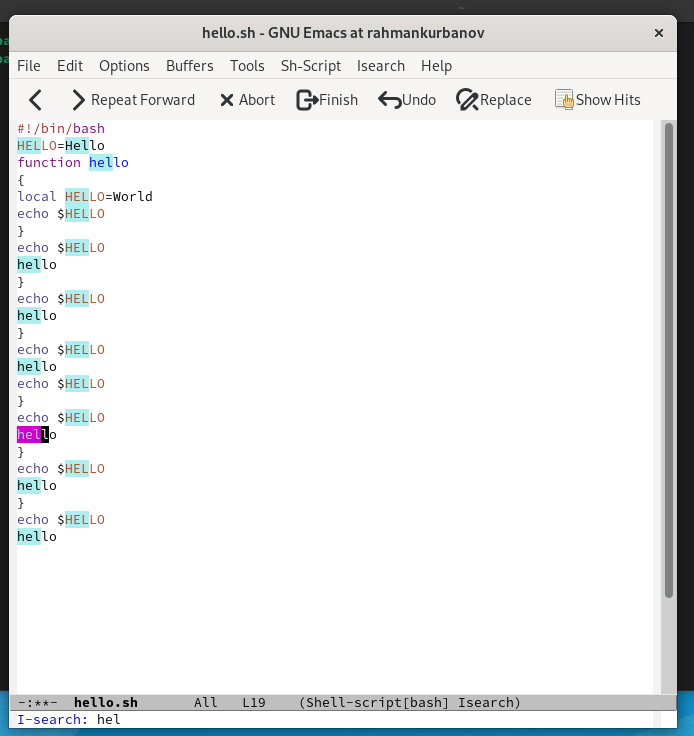 hello.sh - GNU Emacs at rahmankurbanov
File Edit Options Buffers Tools Sh-Script Isearch Help
Repeat Forward Abort Finish Undo Replace Show Hits
#!/bin/bash
HELLO=Hello
function hello
{
local HELLO=World
echo $HELLO
}
echo $HELLO
hello
}
echo $HELLO
hello
}
echo $HELLO
hello
echo $HELLO
}
echo $HELLO
hello
}
echo $HELLO
hello
}
echo $HELLO
hello
-:**- hello.sh All L19 (Shell-script[bash] Isearch)
I-search: hel